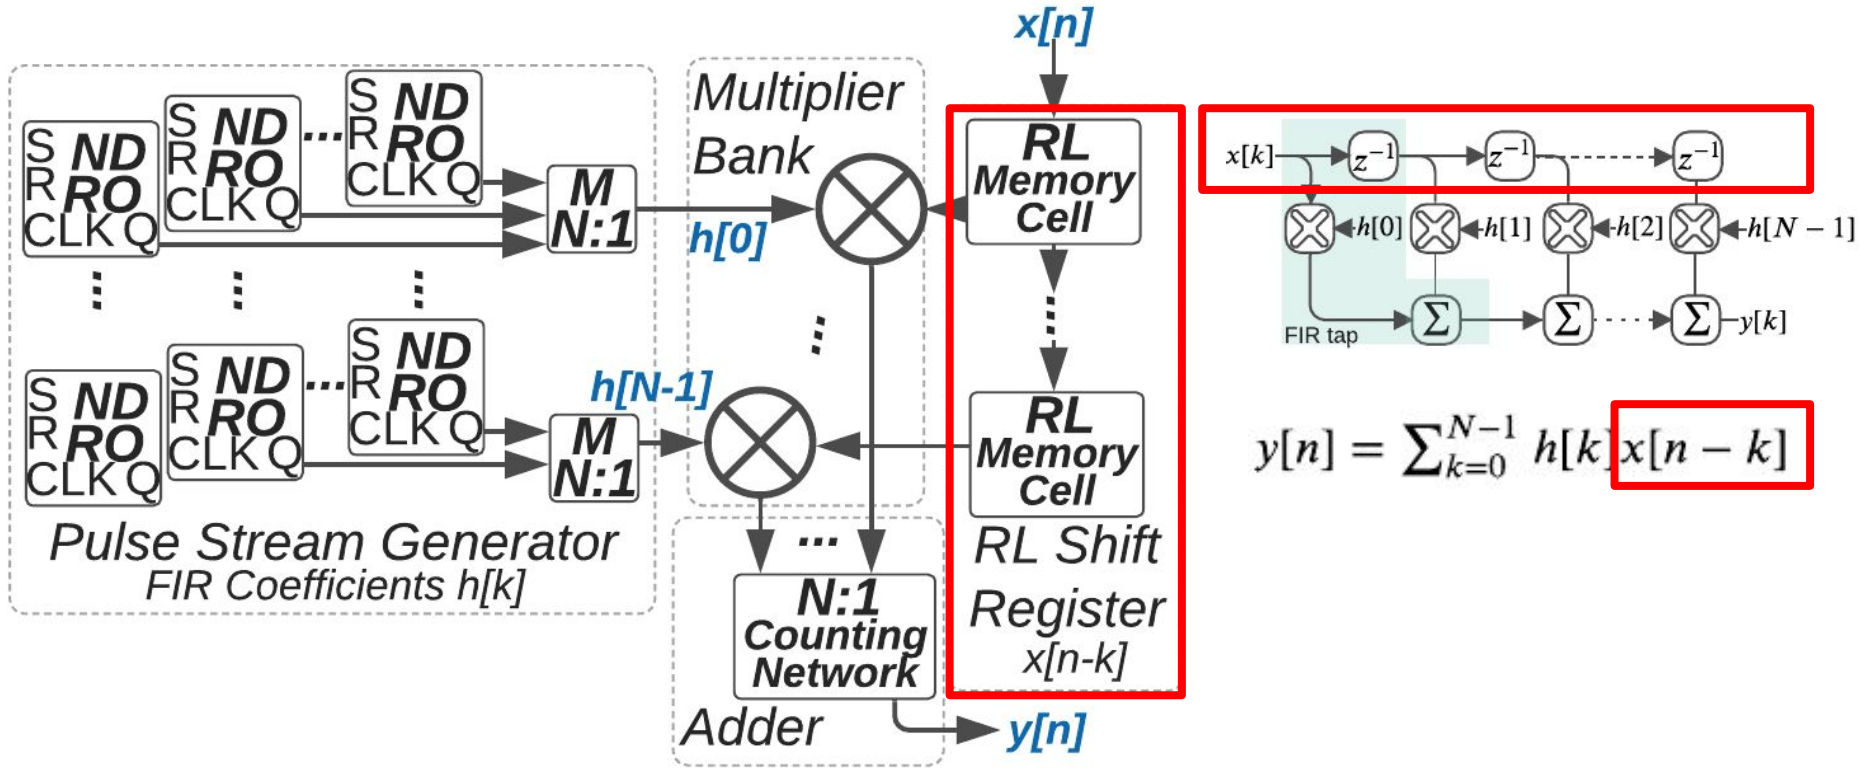 x[n]
S ND
R RO
CLK Q
S ND
R RO
CLK Q
...
S ND
R RO
CLK Q
M
N:1
h[0]
Multiplier
Bank
RL
Memory
Cell
S ND
R RO
CLK Q
S ND
R RO
CLK Q
...
S ND
R RO
CLK Q
M
N:1
h[N-1]
RL
Memory
Cell
Pulse Stream Generator
FIR Coefficients h[k]
...
N:1
Counting
Network
Adder
y[n]
RL Shift
Register
x[n-k]
x[k] z⁻¹ z⁻¹ z⁻¹
h[0] h[1] h[2] h[N − 1]
Σ Σ Σ y[k]
FIR tap
y[n] = ∑_{k=0}^{N−1} h[k] x[n − k]